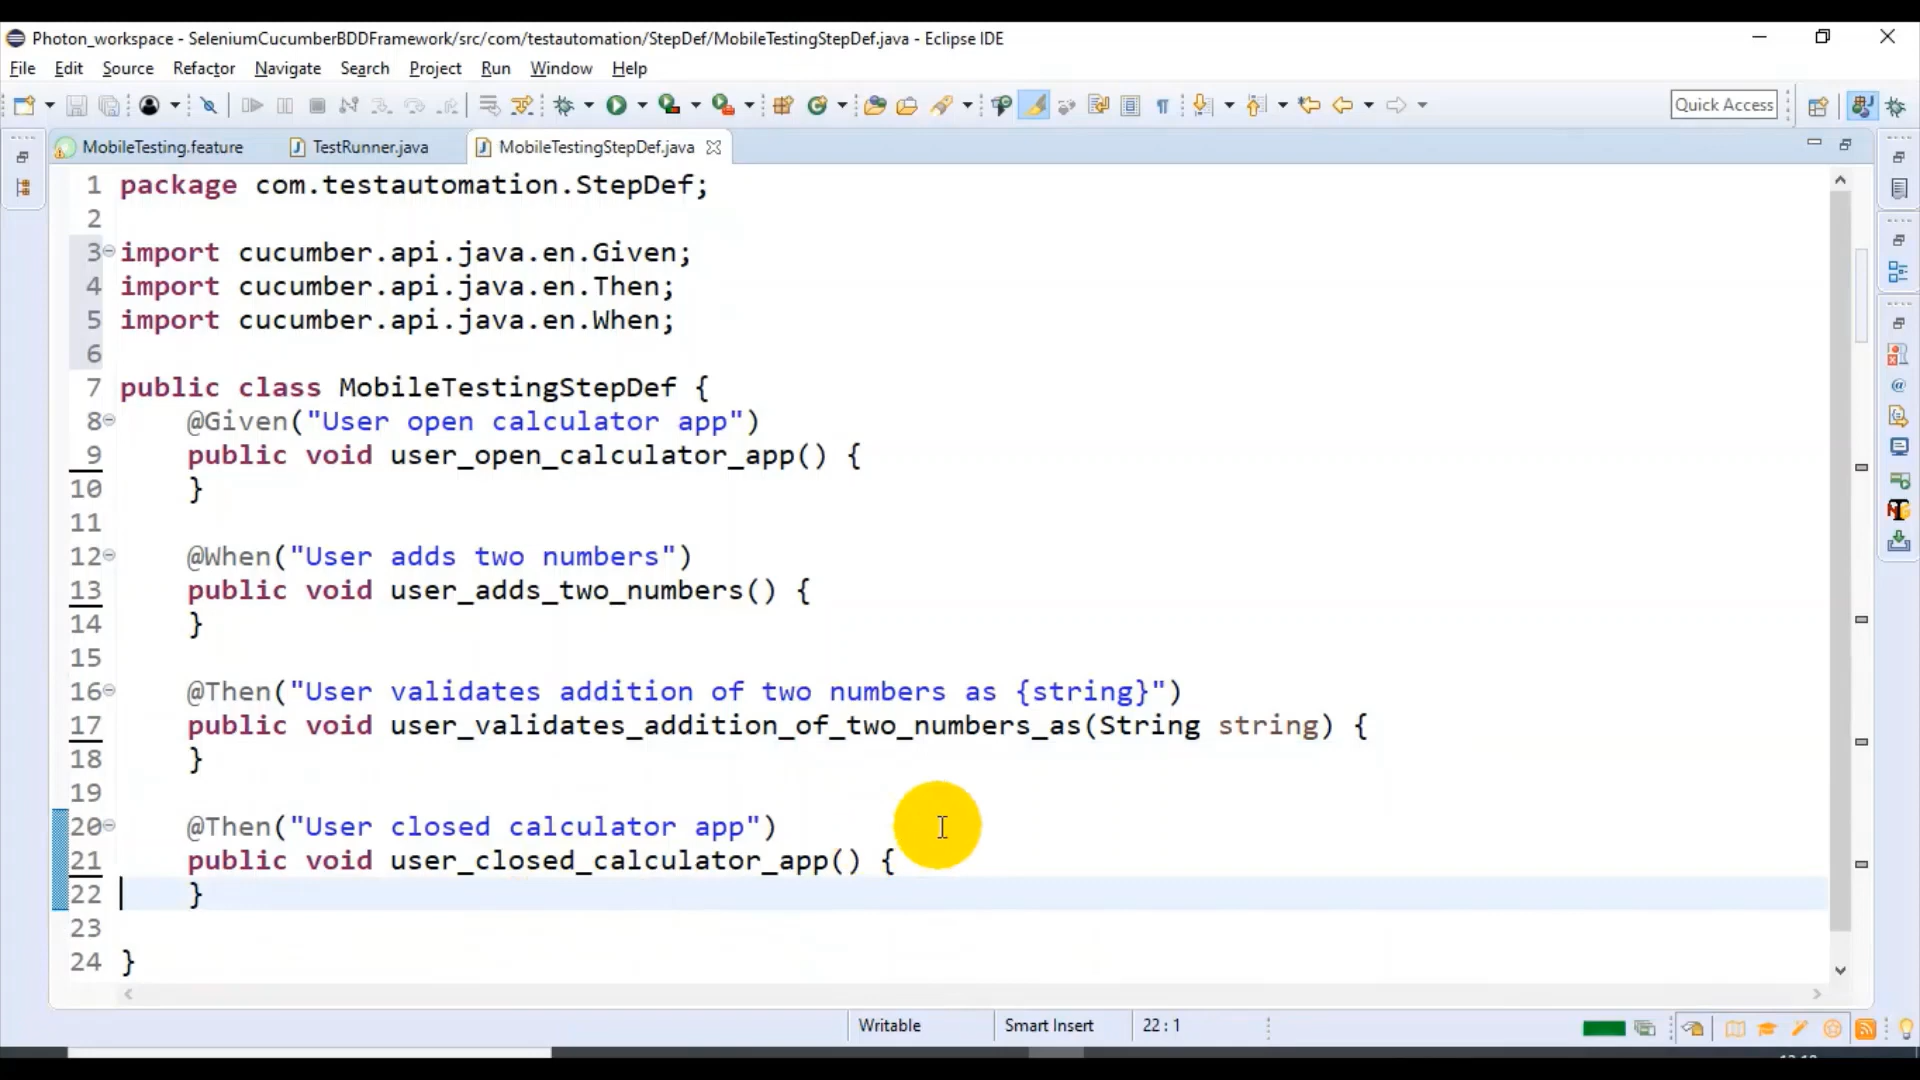 Photon_workspace - SeleniumCucumberBDDFramework/src/com/testautomation/StepDef/MobileTestingStepDef.java - Eclipse IDE
File Edit Source Refactor Navigate Search Project Run Window Help
Quick Access
MobileTesting.feature TestRunner.java MobileTestingStepDef.java
1 package com.testautomation.StepDef;
2
3 import cucumber.api.java.en.Given;
4 import cucumber.api.java.en.Then;
5 import cucumber.api.java.en.When;
6
7 public class MobileTestingStepDef {
8 @Given("User open calculator app")
9 public void user_open_calculator_app() {
10 }
11
12 @When("User adds two numbers")
13 public void user_adds_two_numbers() {
14 }
15
16 @Then("User validates addition of two numbers as {string}")
17 public void user_validates_addition_of_two_numbers_as(String string) {
18 }
19
20 @Then("User closed calculator app")
21 public void user_closed_calculator_app() {
22 }
23
24 }
Writable Smart Insert 22 : 1